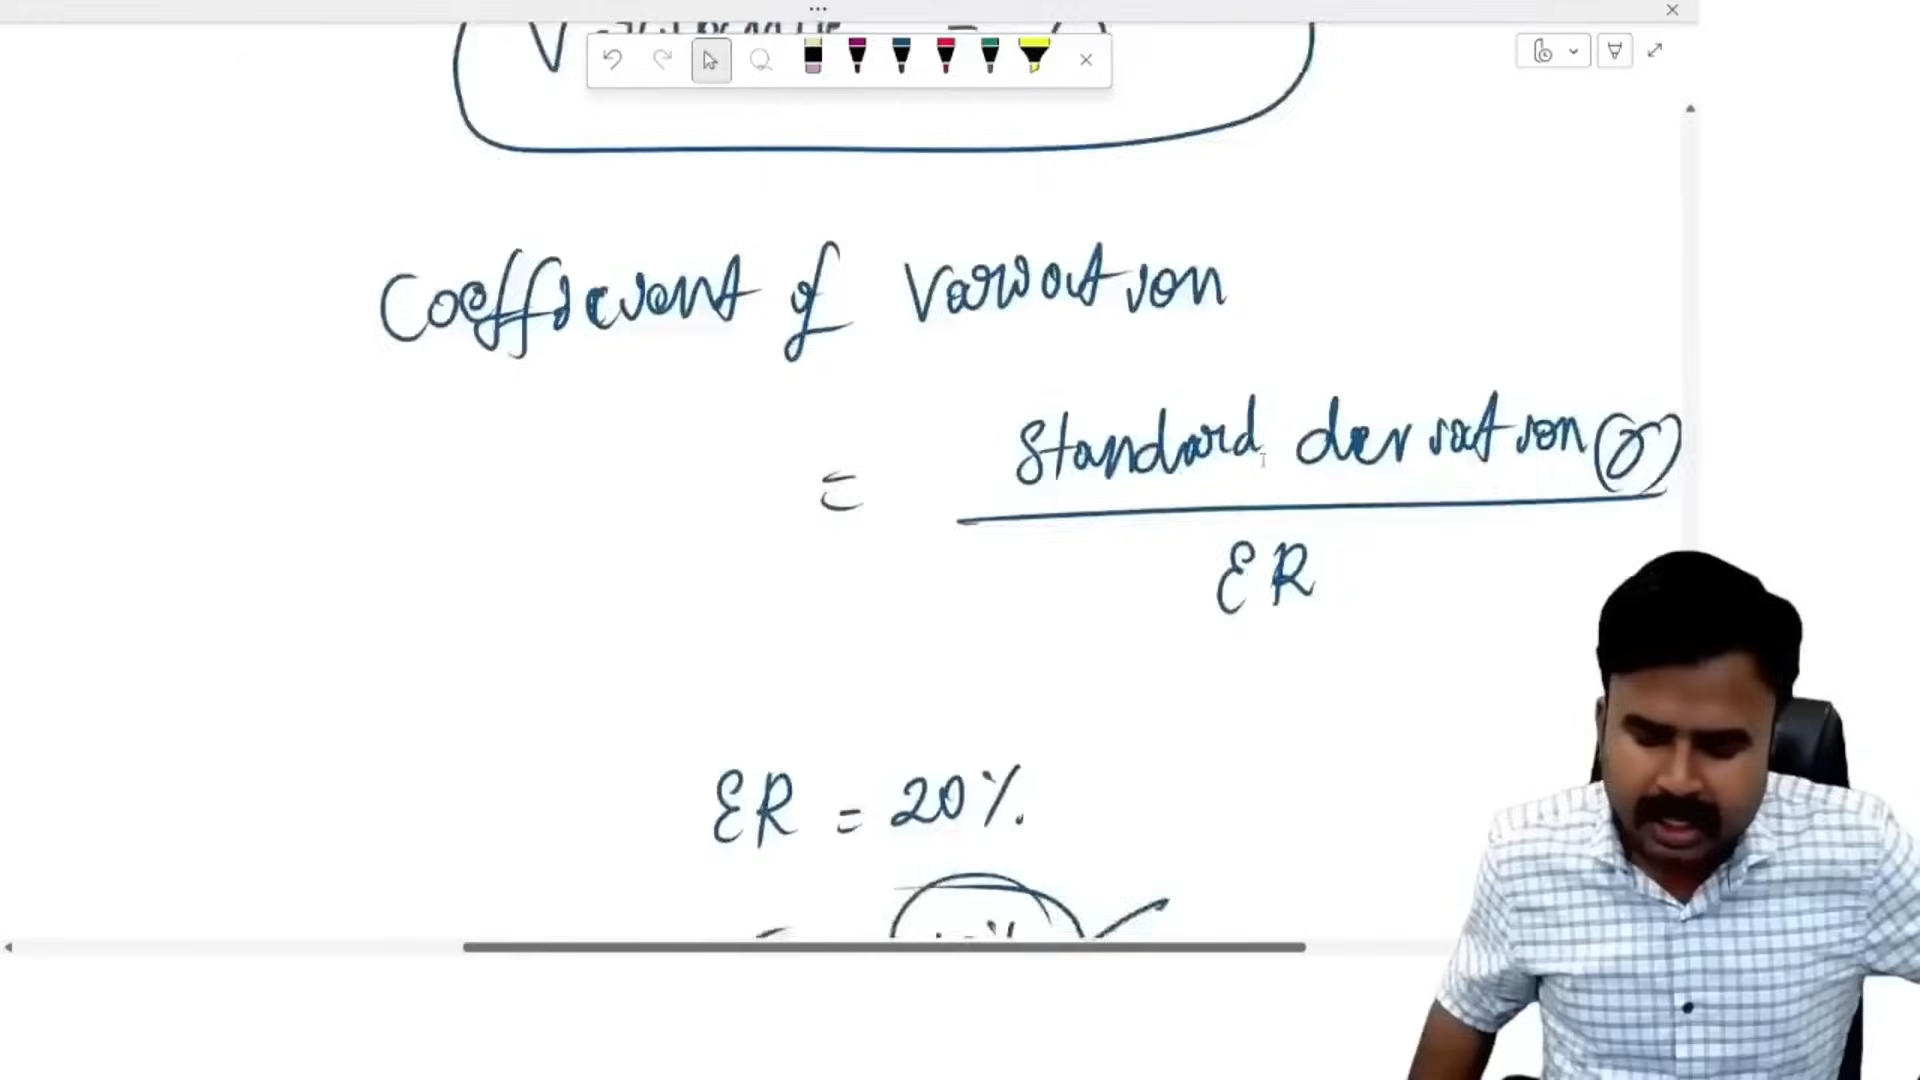 Coefficient of Variation
= Standard deviation (σ)
ER
ER = 20%.
=